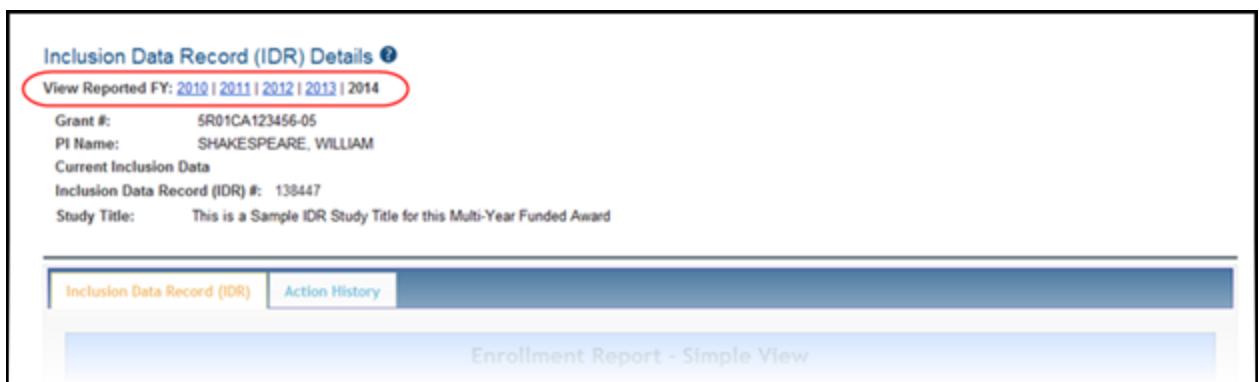 Inclusion Data Record (IDR) Details ?
View Reported FY: 2010 | 2011 | 2012 | 2013 | 2014
Grant #: 5R01CA123456-05
PI Name: SHAKESPEARE, WILLIAM
Current Inclusion Data
Inclusion Data Record (IDR) #: 138447
Study Title: This is a Sample IDR Study Title for this Multi-Year Funded Award
Inclusion Data Record (IDR) Action History
Enrollment Report - Simple View